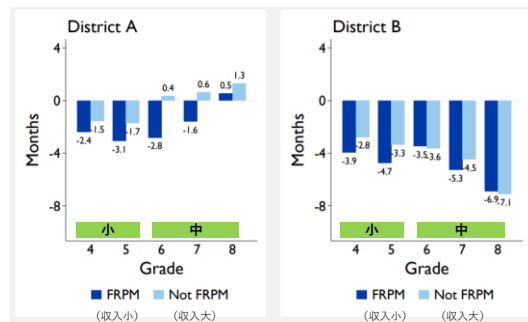 District A
4
0
-4
-8
Months
-2.4
-1.5
-3.1
-1.7
-2.8
0.4
-1.6
0.6
0.5
1.3
小
中
4 5 6 7 8
Grade
FRPM Not FRPM
(収入小) (収入大)
District B
4
0
-4
-8
Months
-3.9
-2.8
-4.7
-3.3
-3.5
-3.6
-5.3
-4.5
-6.9
-7.1
小
中
4 5 6 7 8
Grade
FRPM Not FRPM
(収入小) (収入大)